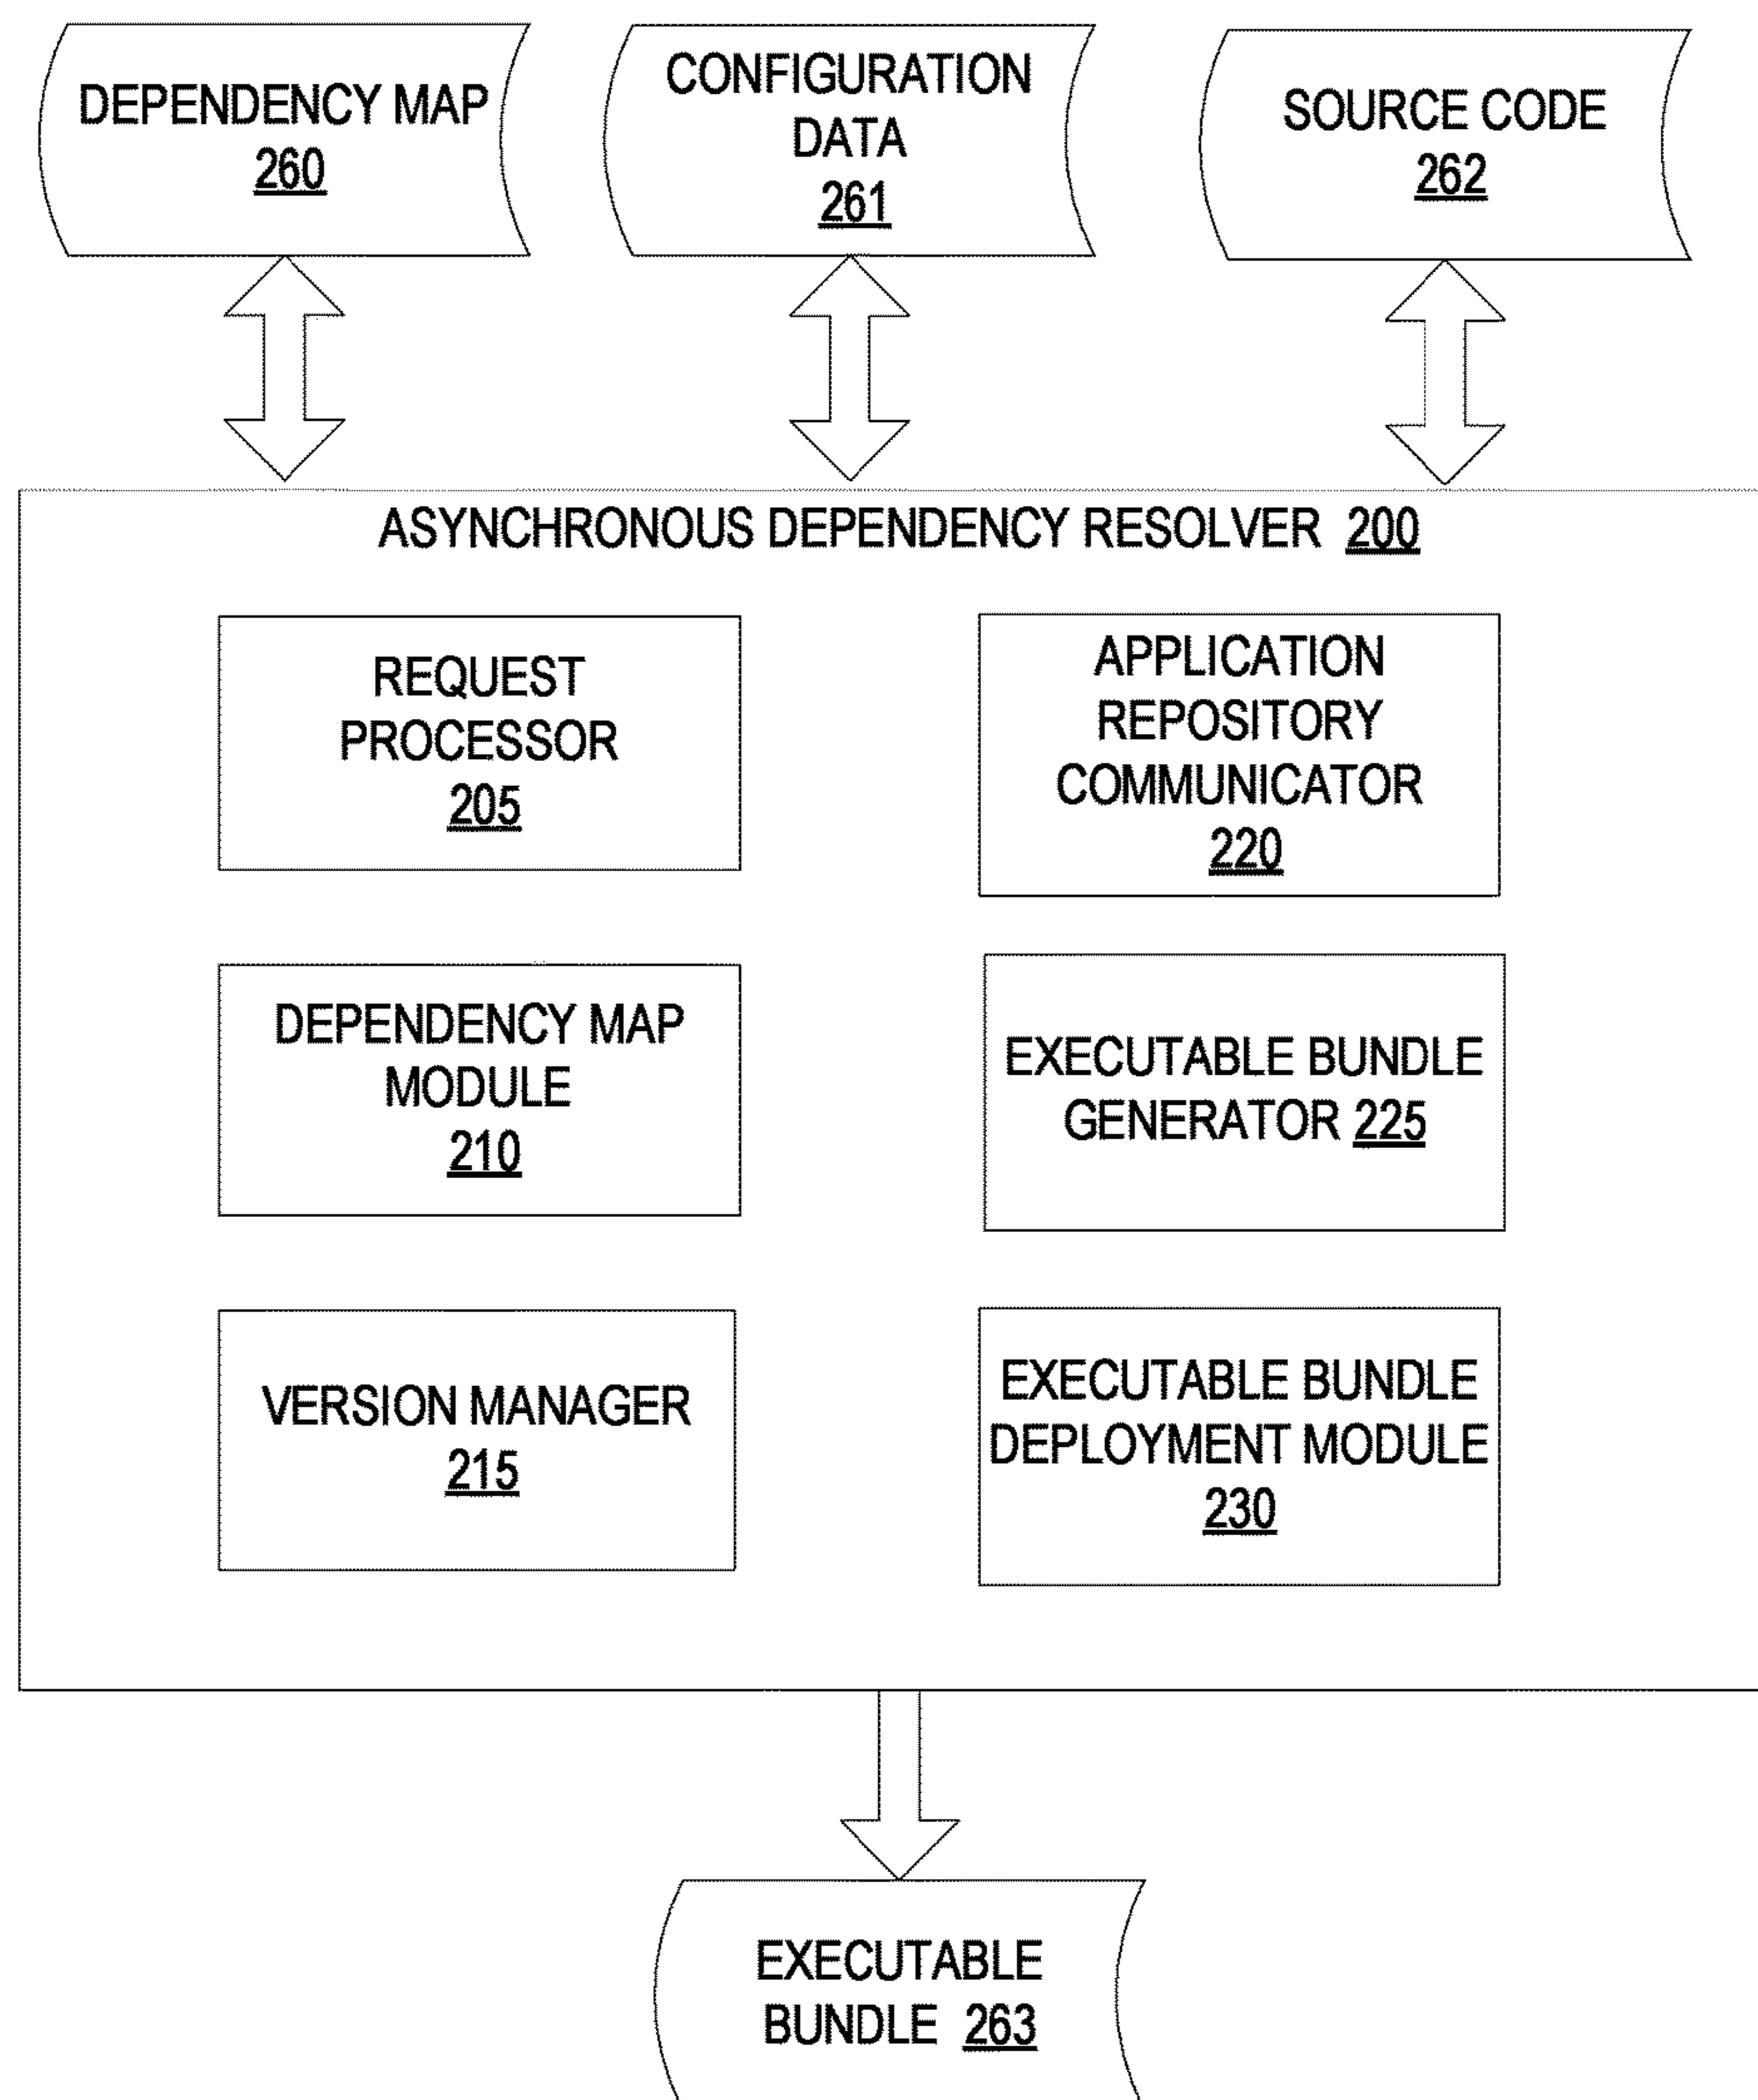 DEPENDENCY MAP
260
CONFIGURATION
DATA
261
SOURCE CODE
262
ASYNCHRONOUS DEPENDENCY RESOLVER 200
REQUEST
PROCESSOR
205
APPLICATION
REPOSITORY
COMMUNICATOR
220
DEPENDENCY MAP
MODULE
210
EXECUTABLE BUNDLE
GENERATOR 225
VERSION MANAGER
215
EXECUTABLE BUNDLE
DEPLOYMENT MODULE
230
EXECUTABLE
BUNDLE 263